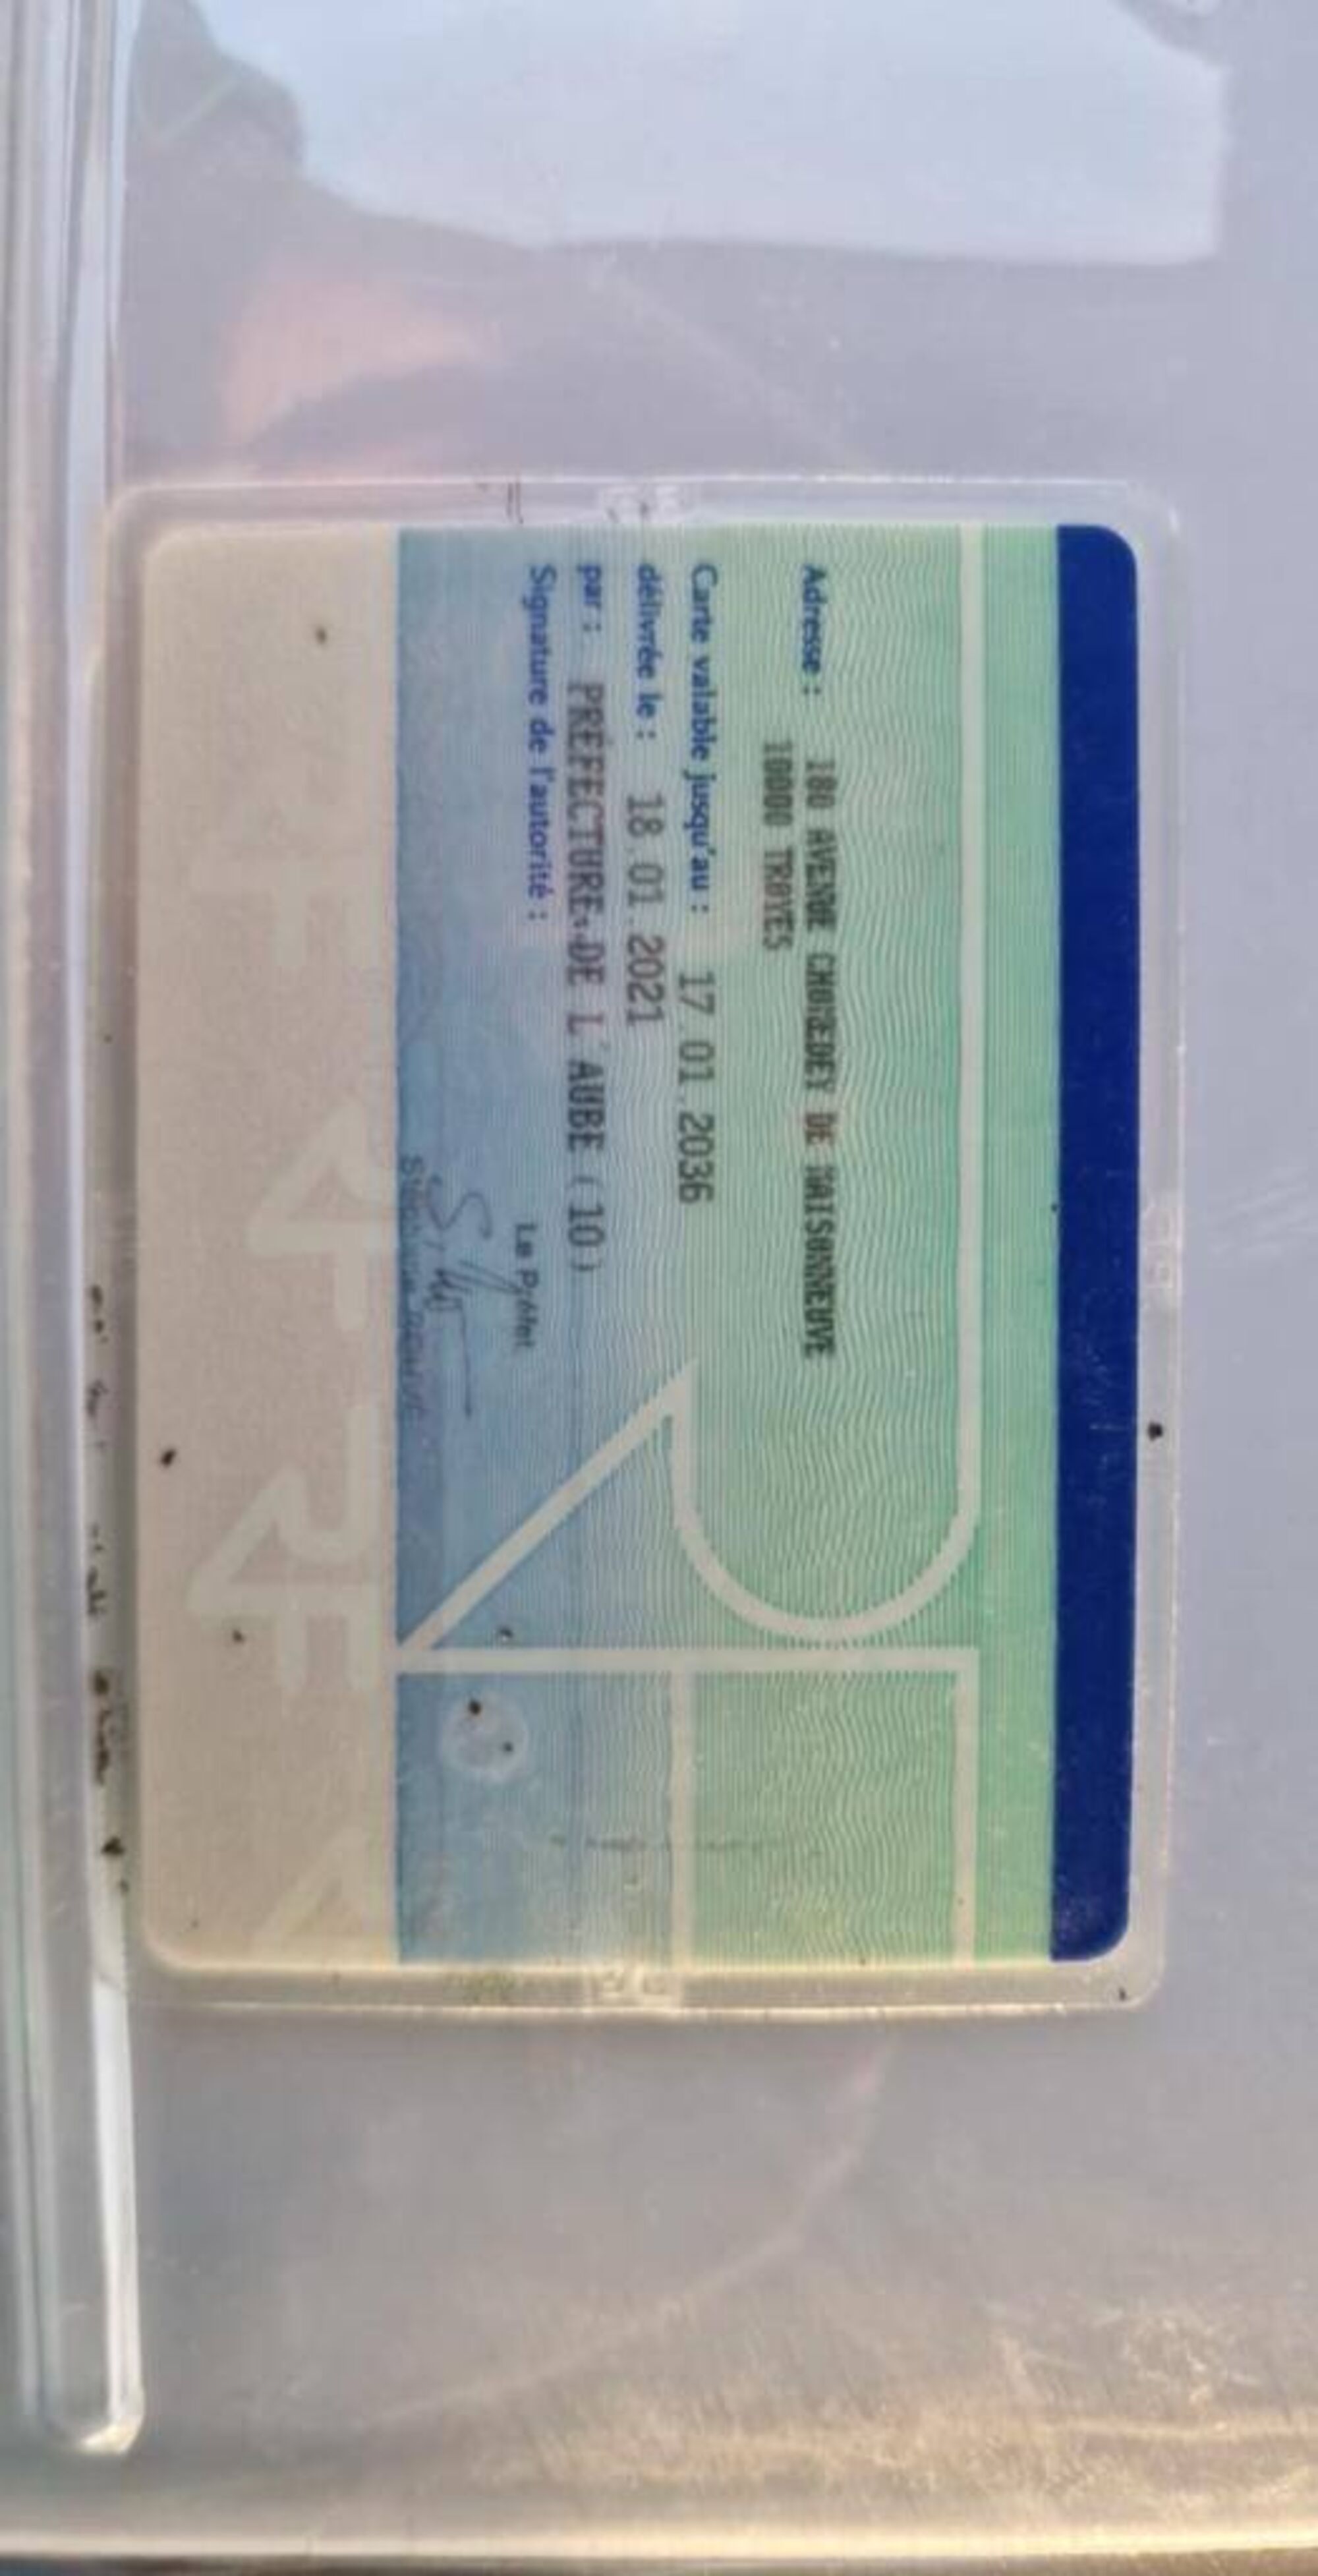 Adresse : 180 AVENUE CHOMEDEY DE MAISONNEUVE
10000 TROYES
Carte valable jusqu'au : 17.01.2036
délivrée le : 18.01.2021
par : PRÉFECTURE DE L'AUBE (10)
Signature de l'autorité :
Le Préfet
RF